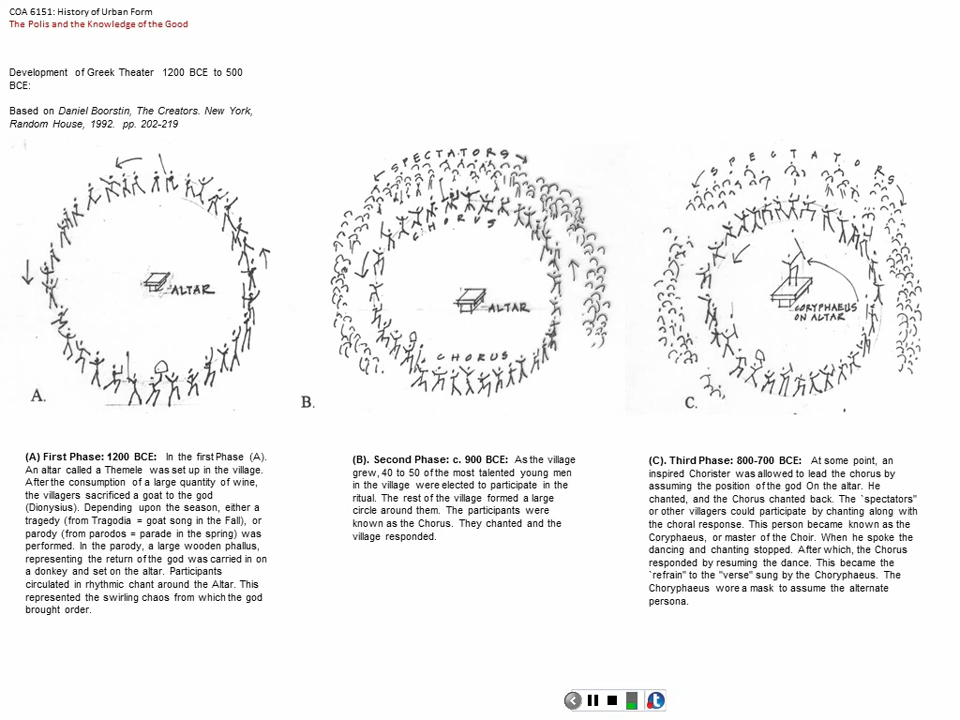 COA 6151: History of Urban Form
The Polis and the Knowledge of the Good
Development of Greek Theater 1200 BCE to 500
BCE:
Based on Daniel Boorstin, The Creators. New York,
Random House, 1992. pp. 202-219
ALTAR
A.
SPECTATORS
CHORUS
ALTAR
CHORUS
B.
SPECTATORS
CORYPHAEUS
ON ALTAR
C.
(A) First Phase: 1200 BCE: In the first Phase (A).
An altar called a Themele was set up in the village.
After the consumption of a large quantity of wine,
the villagers sacrificed a goat to the god
(Dionysius). Depending upon the season, either a
tragedy (from Tragodia = goat song in the Fall), or
parody (from parodos = parade in the spring) was
performed. In the parody, a large wooden phallus,
representing the return of the god was carried in on
a donkey and set on the altar. Participants
circulated in rhythmic chant around the Altar. This
represented the swirling chaos from which the god
brought order.
(B). Second Phase: c. 900 BCE: As the village
grew, 40 to 50 of the most talented young men
in the village were elected to participate in the
ritual. The rest of the village formed a large
circle around them. The participants were
known as the Chorus. They chanted and the
village responded.
(C). Third Phase: 800-700 BCE: At some point, an
inspired Chorister was allowed to lead the chorus by
assuming the position of the god On the altar. He
chanted, and the Chorus chanted back. The `spectators"
or other villagers could participate by chanting along with
the choral response. This person became known as the
Coryphaeus, or master of the Choir. When he spoke the
dancing and chanting stopped. After which, the Chorus
responded by resuming the dance. This became the
`refrain" to the "verse" sung by the Choryphaeus. The
Choryphaeus wore a mask to assume the alternate
persona.